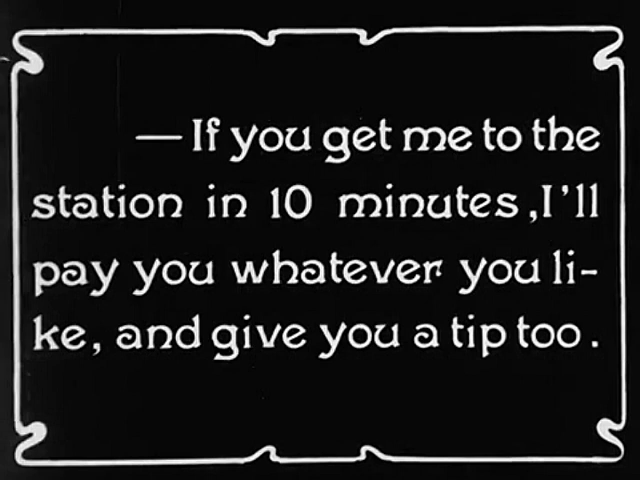 — If you get me to the
station in 10 minutes,I'll
pay you whatever you li-
ke, and give you a tip too.